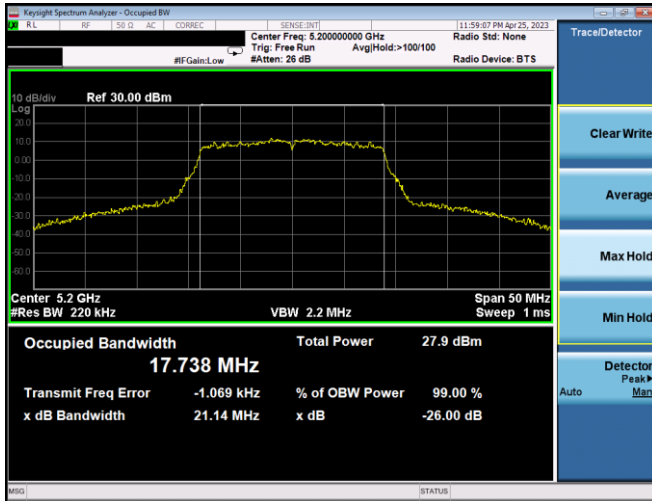 Keysight Spectrum Analyzer - Occupied BW
RL RF 50 Ω AC CORREC SENSE:INT 11:59:07 PM Apr 25, 2023
Center Freq: 5.200000000 GHz Radio Std: None
Trig: Free Run Avg|Hold:>100/100
#IFGain:Low #Atten: 26 dB Radio Device: BTS
Trace/Detector
10 dB/div Ref 30.00 dBm
Log
20.0
10.0
0.00
-10.0
-20.0
-30.0
-40.0
-50.0
-60.0
Center 5.2 GHz Span 50 MHz
#Res BW 220 kHz VBW 2.2 MHz Sweep 1 ms
Occupied Bandwidth Total Power 27.9 dBm
17.738 MHz
Transmit Freq Error -1.069 kHz % of OBW Power 99.00 %
x dB Bandwidth 21.14 MHz x dB -26.00 dB
Clear Write
Average
Max Hold
Min Hold
Detector
Peak▶
Auto Man
MSG STATUS